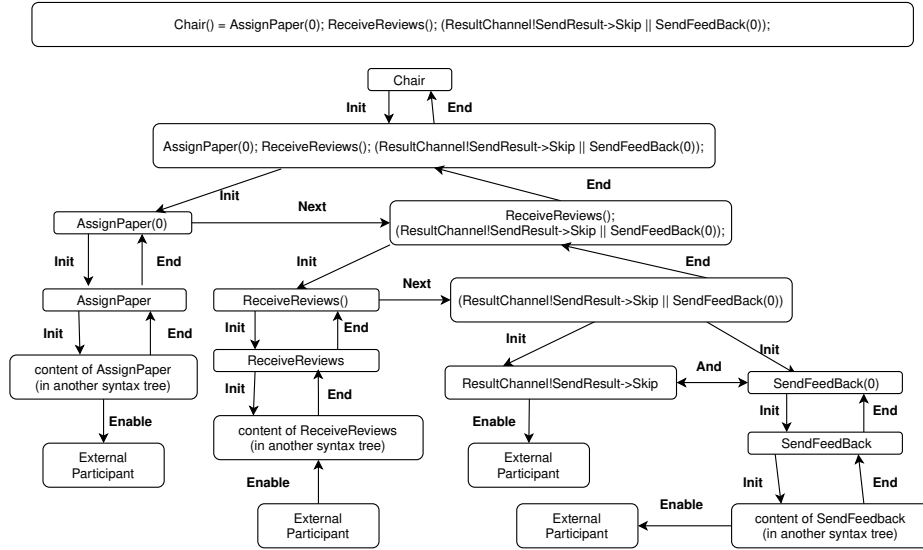 Chair() = AssignPaper(0); ReceiveReviews(); (ResultChannel!SendResult->Skip || SendFeedBack(0));
Chair
Init
End
AssignPaper(0); ReceiveReviews(); (ResultChannel!SendResult->Skip || SendFeedBack(0));
Init
End
AssignPaper(0)
Next
ReceiveReviews();
(ResultChannel!SendResult->Skip || SendFeedBack(0));
Init
End
Init
End
AssignPaper
ReceiveReviews()
Next
(ResultChannel!SendResult->Skip || SendFeedBack(0))
Init
End
Init
End
Init
Init
content of AssignPaper
(in another syntax tree)
ReceiveReviews
ResultChannel!SendResult->Skip
And
SendFeedBack(0)
Init
End
Init
End
Enable
Enable
content of ReceiveReviews
(in another syntax tree)
SendFeedBack
External
Participant
External
Participant
Enable
Init
End
External
Participant
Enable
External
Participant
content of SendFeedback
(in another syntax tree)